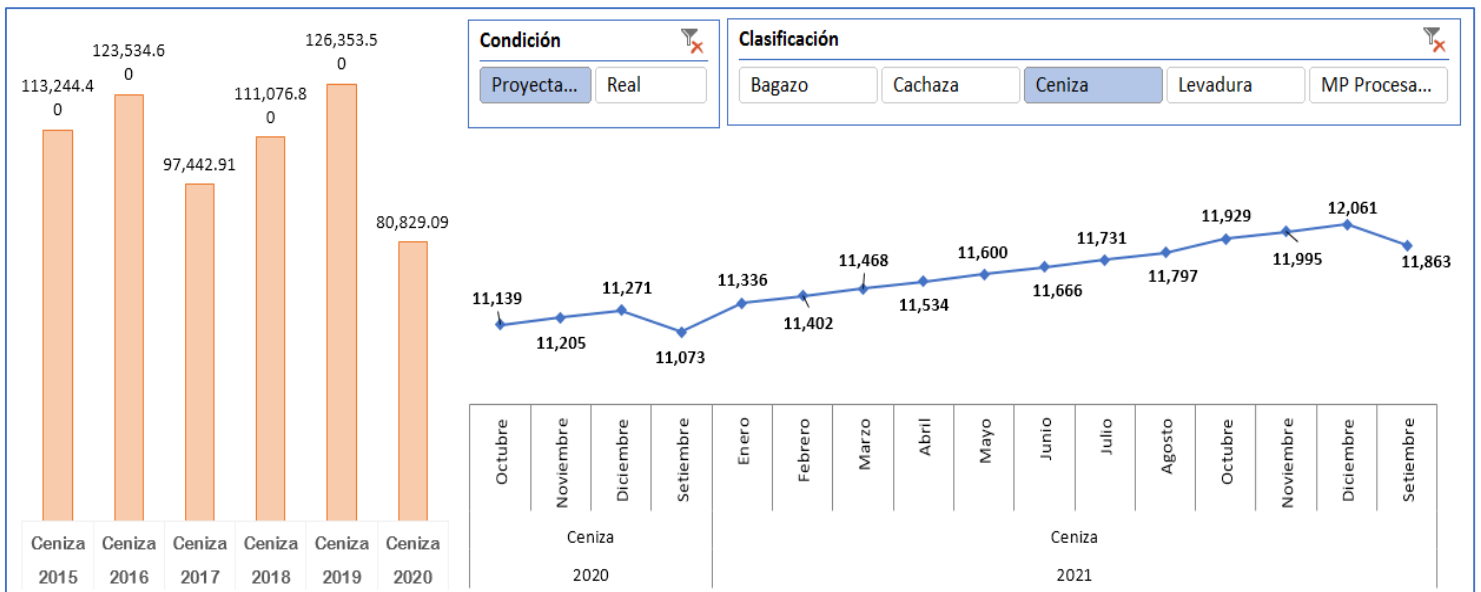 113,244.4
0
123,534.6
0
97,442.91
111,076.8
0
126,353.5
0
80,829.09
Ceniza Ceniza Ceniza Ceniza Ceniza Ceniza
2015 2016 2017 2018 2019 2020
Condición
Proyecta... Real
Clasificación
Bagazo Cachaza Ceniza Levadura MP Procesa...
11,139
11,205
11,271
11,073
11,336
11,402
11,468
11,534
11,600
11,666
11,731
11,797
11,929
11,995
12,061
11,863
Octubre
Noviembre
Diciembre
Setiembre
Enero
Febrero
Marzo
Abril
Mayo
Junio
Julio
Agosto
Octubre
Noviembre
Diciembre
Setiembre
Ceniza Ceniza
2020 2021